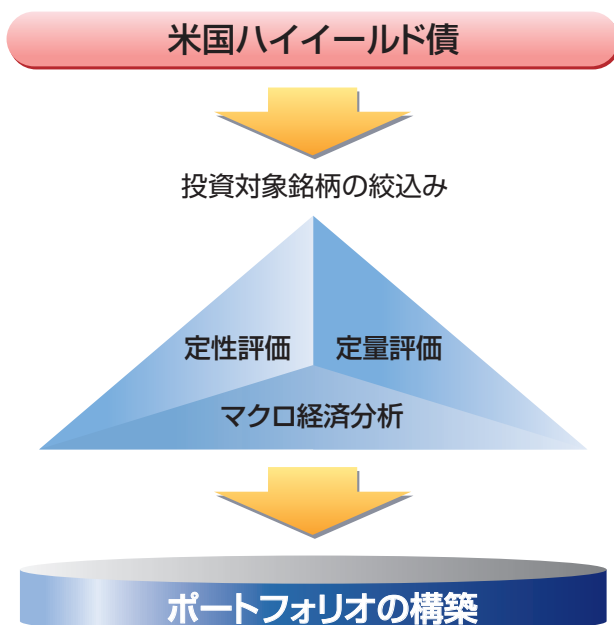 米国ハイイールド債
投資対象銘柄の絞込み
定性評価 定量評価
マクロ経済分析
ポートフォリオの構築